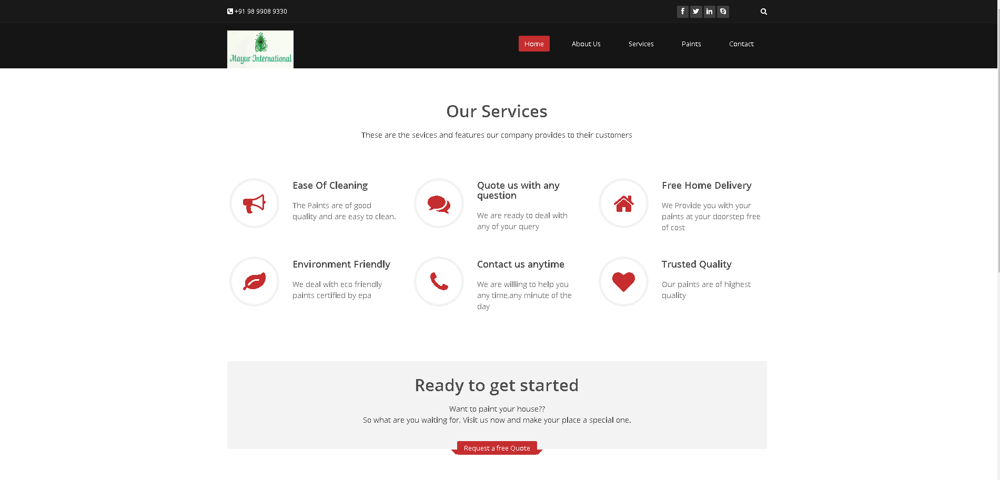 +91 98 9908 9330
Mayur International
Home
About Us
Services
Paints
Contact
Our Services
These are the sevices and features our company provides to their customers
Ease Of Cleaning
The Paints are of good
quality and are easy to clean.
Quote us with any
question
We are ready to deal with
any of your query
Free Home Delivery
We Provide you with your
paints at your doorstep free
of cost
Environment Friendly
We deal with eco friendly
paints certified by epa
Contact us anytime
We are willing to help you
any time,any minute of the
day
Trusted Quality
Our paints are of highest
quality
Ready to get started
Want to paint your house??
So what are you waiting for, Visit us now and make your place a special one.
Request a free Quote